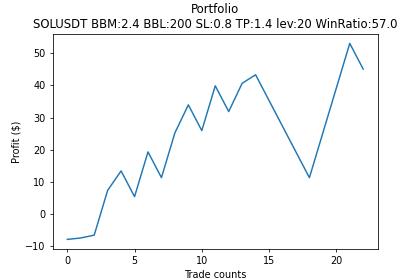 Portfolio
SOLUSDT BBM:2.4 BBL:200 SL:0.8 TP:1.4 lev:20 WinRatio:57.0
50
40
30
20
10
0
−10
Profit ($)
0 5 10 15 20
Trade counts